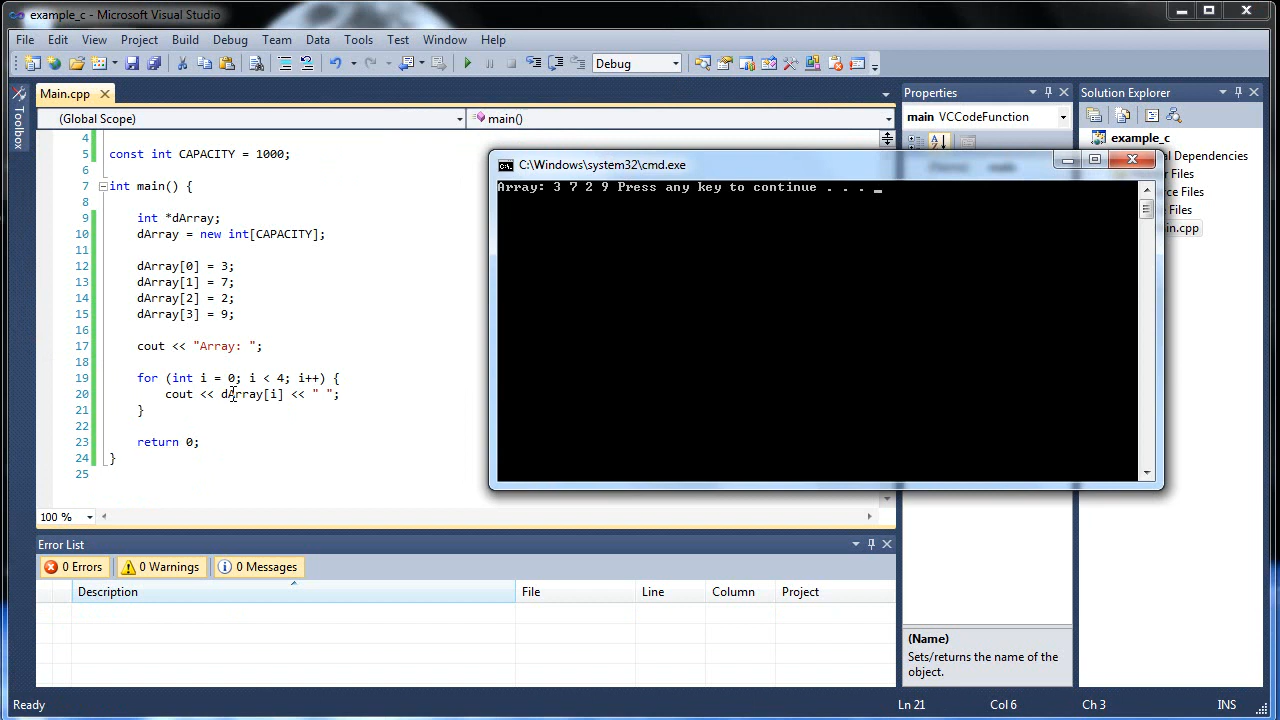 example_c - Microsoft Visual Studio
File Edit View Project Build Debug Team Data Tools Test Window Help
Debug
Main.cpp
(Global Scope) main()
4
5 const int CAPACITY = 1000;
6
7 int main() {
8
9 int *dArray;
10 dArray = new int[CAPACITY];
11
12 dArray[0] = 3;
13 dArray[1] = 7;
14 dArray[2] = 2;
15 dArray[3] = 9;
16
17 cout << "Array: ";
18
19 for (int i = 0; i < 4; i++) {
20 cout << dArray[i] << " ";
21 }
22
23 return 0;
24 }
25
100 %
Toolbox
C:\Windows\system32\cmd.exe
Array: 3 7 2 9 Press any key to continue . . . _
Properties
main VCCodeFunction
(Name)
Sets/returns the name of the
object.
Solution Explorer
example_c
Dependencies
Files
Files
Files
Error List
0 Errors 0 Warnings 0 Messages
Description File Line Column Project
Ready Ln 21 Col 6 Ch 3 INS